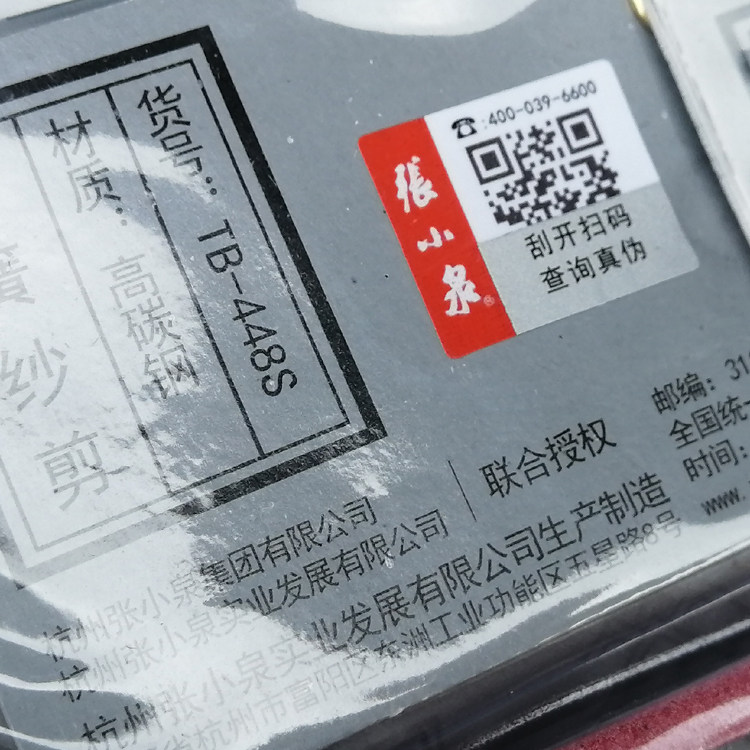 货号：TB-448S
材质：高碳钢
簧纱剪
☎:400-039-6600
張小泉®
刮开扫码
查询真伪
杭州张小泉集团有限公司
杭州张小泉实业发展有限公司
联合授权
杭州张小泉实业发展有限公司生产制造
省杭州市富阳区东洲工业功能区五星路8号
邮编：31
全国统一
时间：
www.